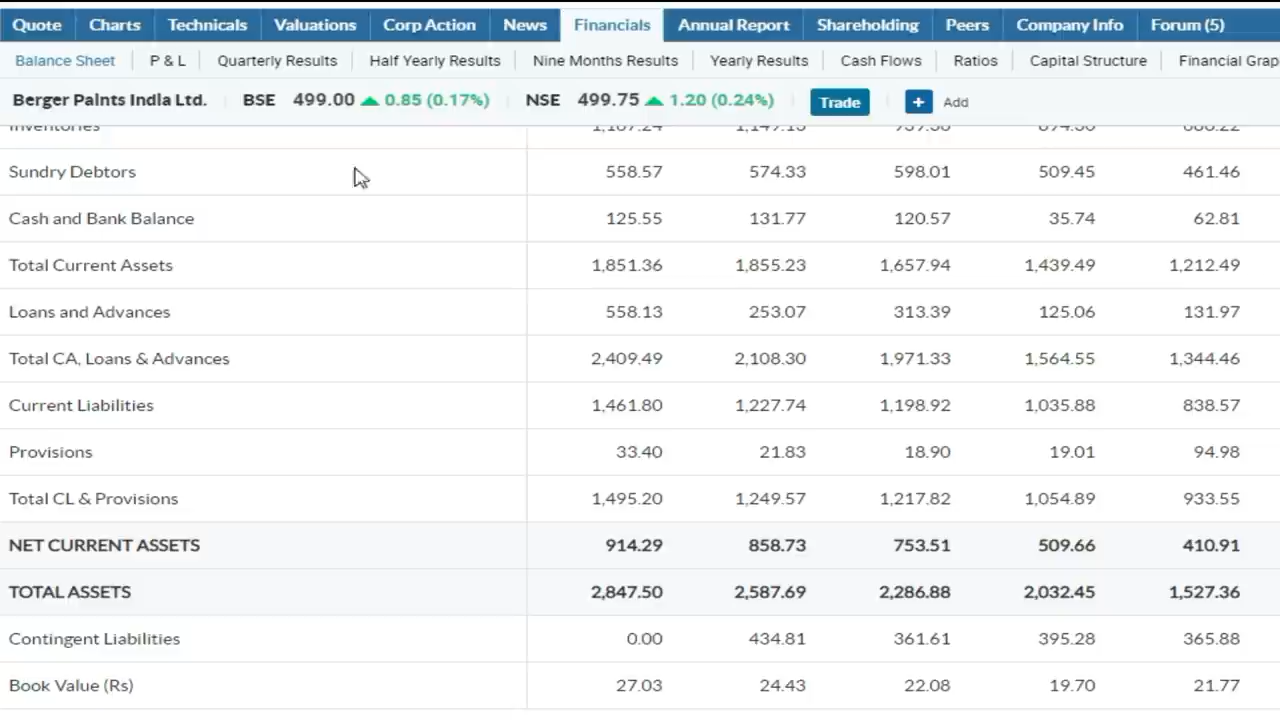 Quote Charts Technicals Valuations Corp Action News Financials Annual Report Shareholding Peers Company Info Forum (5)
Balance Sheet P & L Quarterly Results Half Yearly Results Nine Months Results Yearly Results Cash Flows Ratios Capital Structure Financial Grap
Berger Paints India Ltd. BSE 499.00 0.85 (0.17%) NSE 499.75 1.20 (0.24%) Trade + Add
Inventories
Sundry Debtors 558.57 574.33 598.01 509.45 461.46
Cash and Bank Balance 125.55 131.77 120.57 35.74 62.81
Total Current Assets 1,851.36 1,855.23 1,657.94 1,439.49 1,212.49
Loans and Advances 558.13 253.07 313.39 125.06 131.97
Total CA, Loans & Advances 2,409.49 2,108.30 1,971.33 1,564.55 1,344.46
Current Liabilities 1,461.80 1,227.74 1,198.92 1,035.88 838.57
Provisions 33.40 21.83 18.90 19.01 94.98
Total CL & Provisions 1,495.20 1,249.57 1,217.82 1,054.89 933.55
NET CURRENT ASSETS 914.29 858.73 753.51 509.66 410.91
TOTAL ASSETS 2,847.50 2,587.69 2,286.88 2,032.45 1,527.36
Contingent Liabilities 0.00 434.81 361.61 395.28 365.88
Book Value (Rs) 27.03 24.43 22.08 19.70 21.77